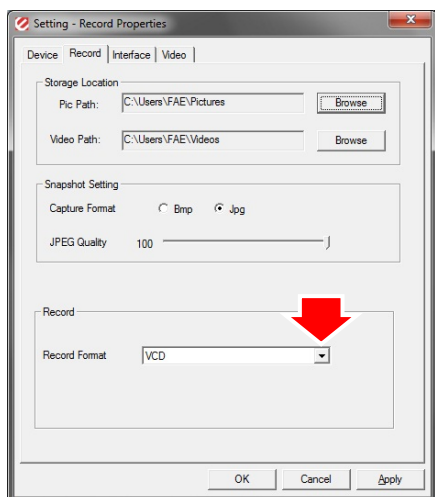 Setting - Record Properties
Device Record Interface Video
Storage Location
Pic Path: C:\Users\FAE\Pictures Browse
Video Path: C:\Users\FAE\Videos Browse
Snapshot Setting
Capture Format Bmp Jpg
JPEG Quality 100
Record
Record Format VCD
OK Cancel Apply